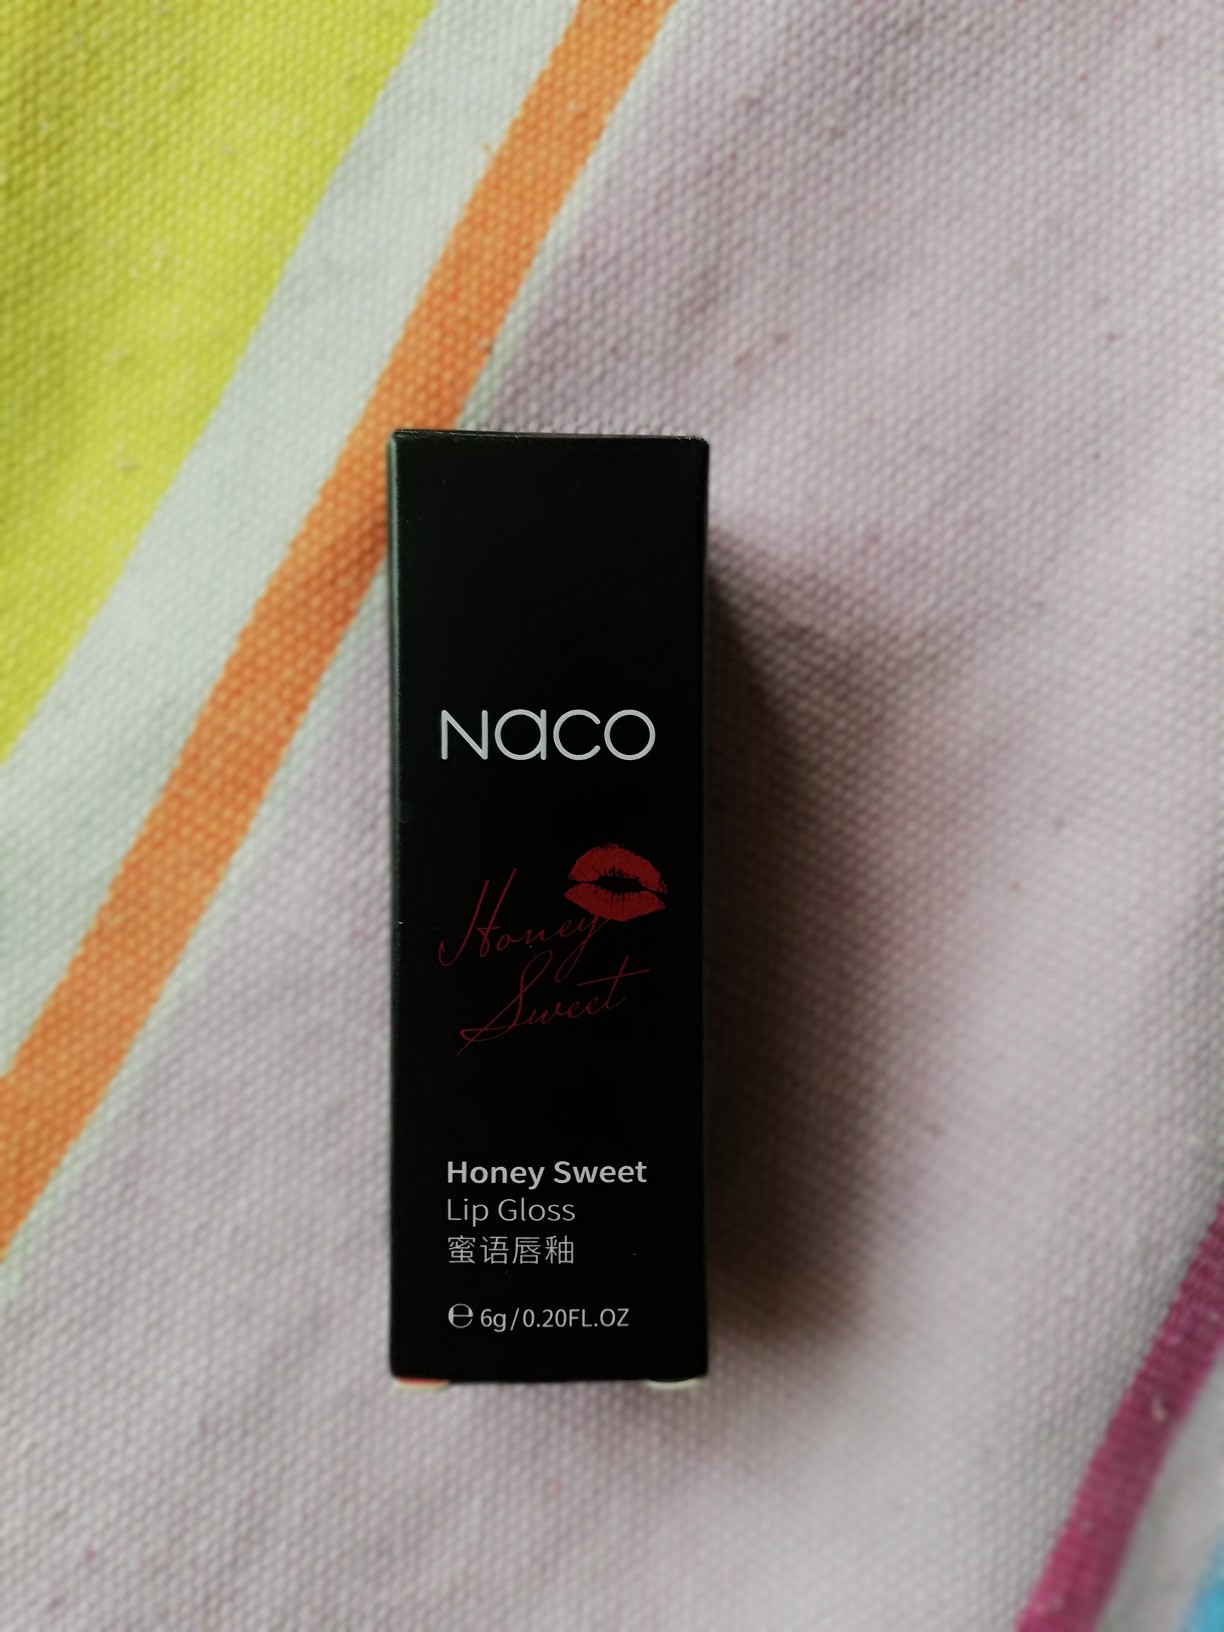 NaCO
Honey
Sweet
Honey Sweet
Lip Gloss
蜜语唇釉
℮ 6g/0.20FL.OZ